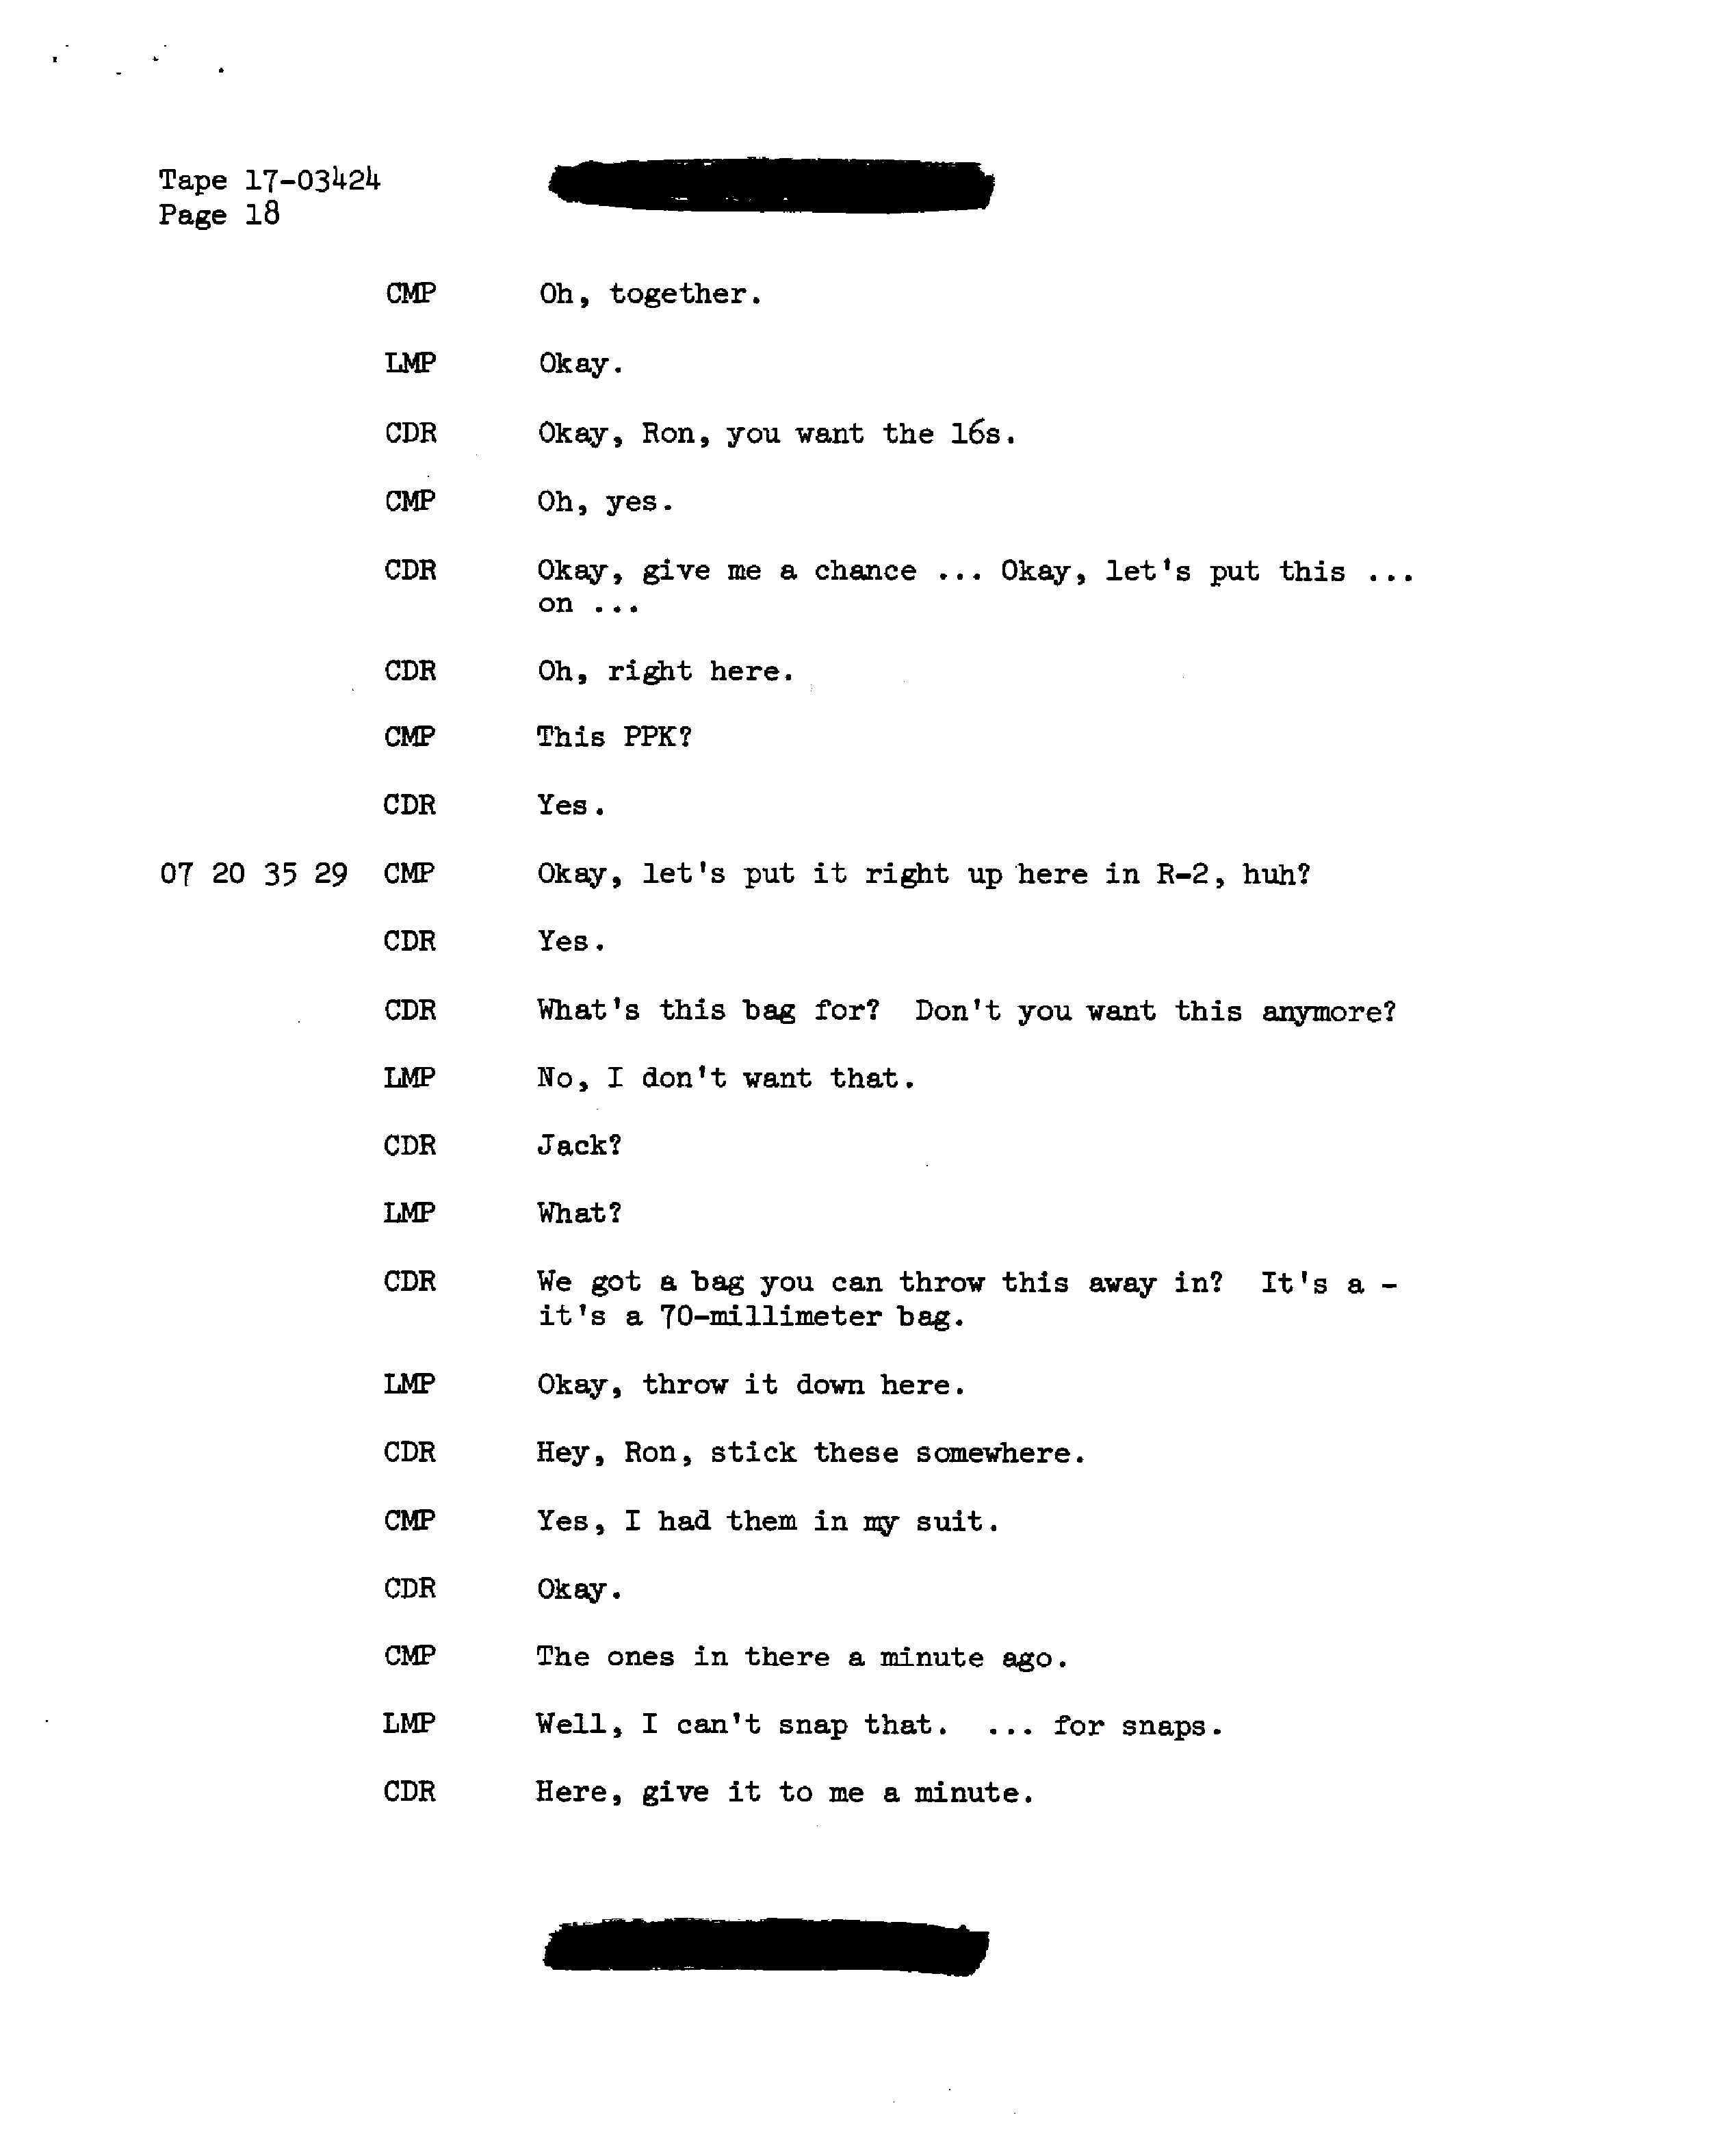 Tape 17-03424
Page 18
CMP Oh, together.
LMP Okay.
CDR Okay, Ron, you want the 16s.
CMP Oh, yes.
CDR Okay, give me a chance ... Okay, let's put this ...
on ...
CDR Oh, right here.
CMP This PPK?
CDR Yes.
07 20 35 29 CMP Okay, let's put it right up here in R-2, huh?
CDR Yes.
CDR What's this bag for? Don't you want this anymore?
LMP No, I don't want that.
CDR Jack?
LMP What?
CDR We got a bag you can throw this away in? It's a -
it's a 70-millimeter bag.
LMP Okay, throw it down here.
CDR Hey, Ron, stick these somewhere.
CMP Yes, I had them in my suit.
CDR Okay.
CMP The ones in there a minute ago.
LMP Well, I can't snap that. ... for snaps.
CDR Here, give it to me a minute.